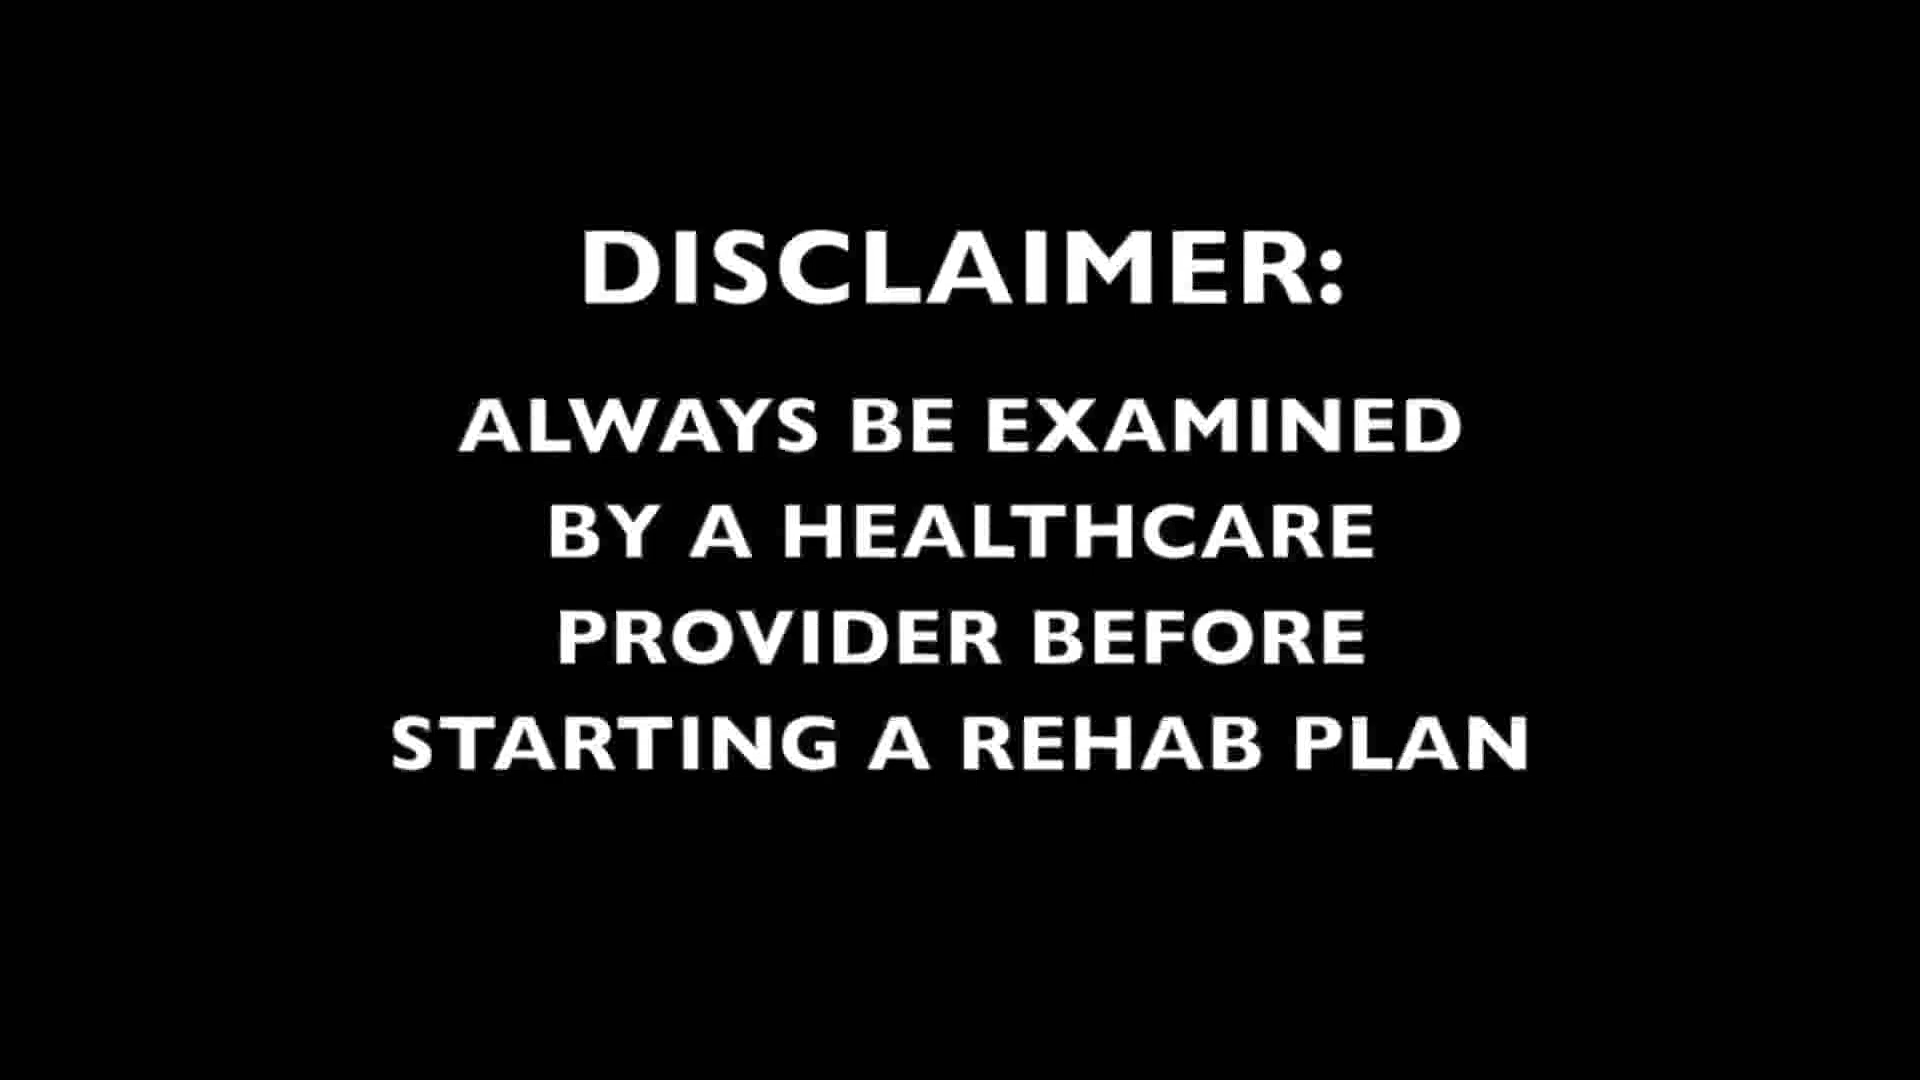 DISCLAIMER:
ALWAYS BE EXAMINED
BY A HEALTHCARE
PROVIDER BEFORE
STARTING A REHAB PLAN